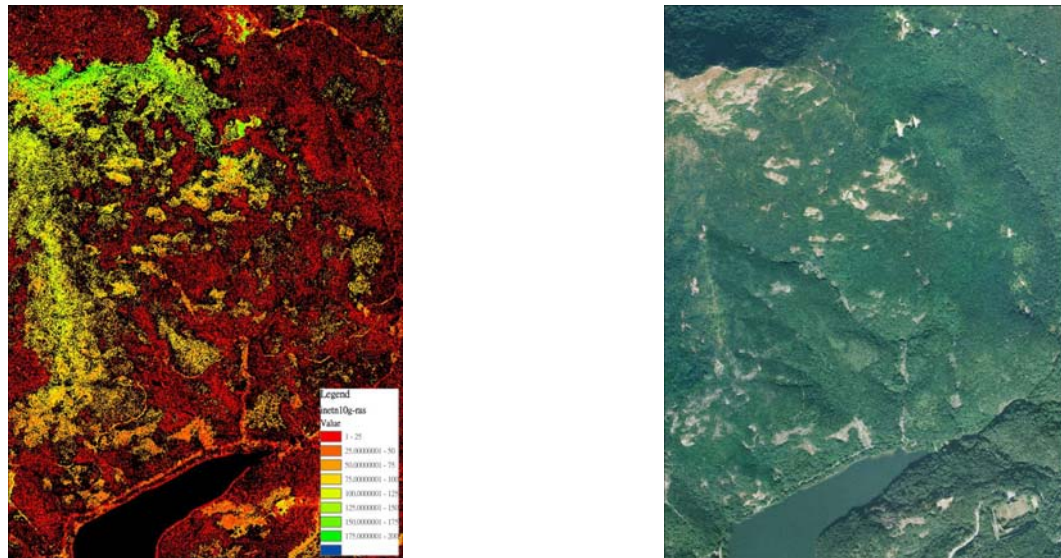 Legend
inetn10g-ras
Value
1 - 25
25.00000001 - 50
50.00000001 - 75
75.00000001 - 100
100.0000001 - 125
125.0000001 - 150
150.0000001 - 175
175.0000001 - 200